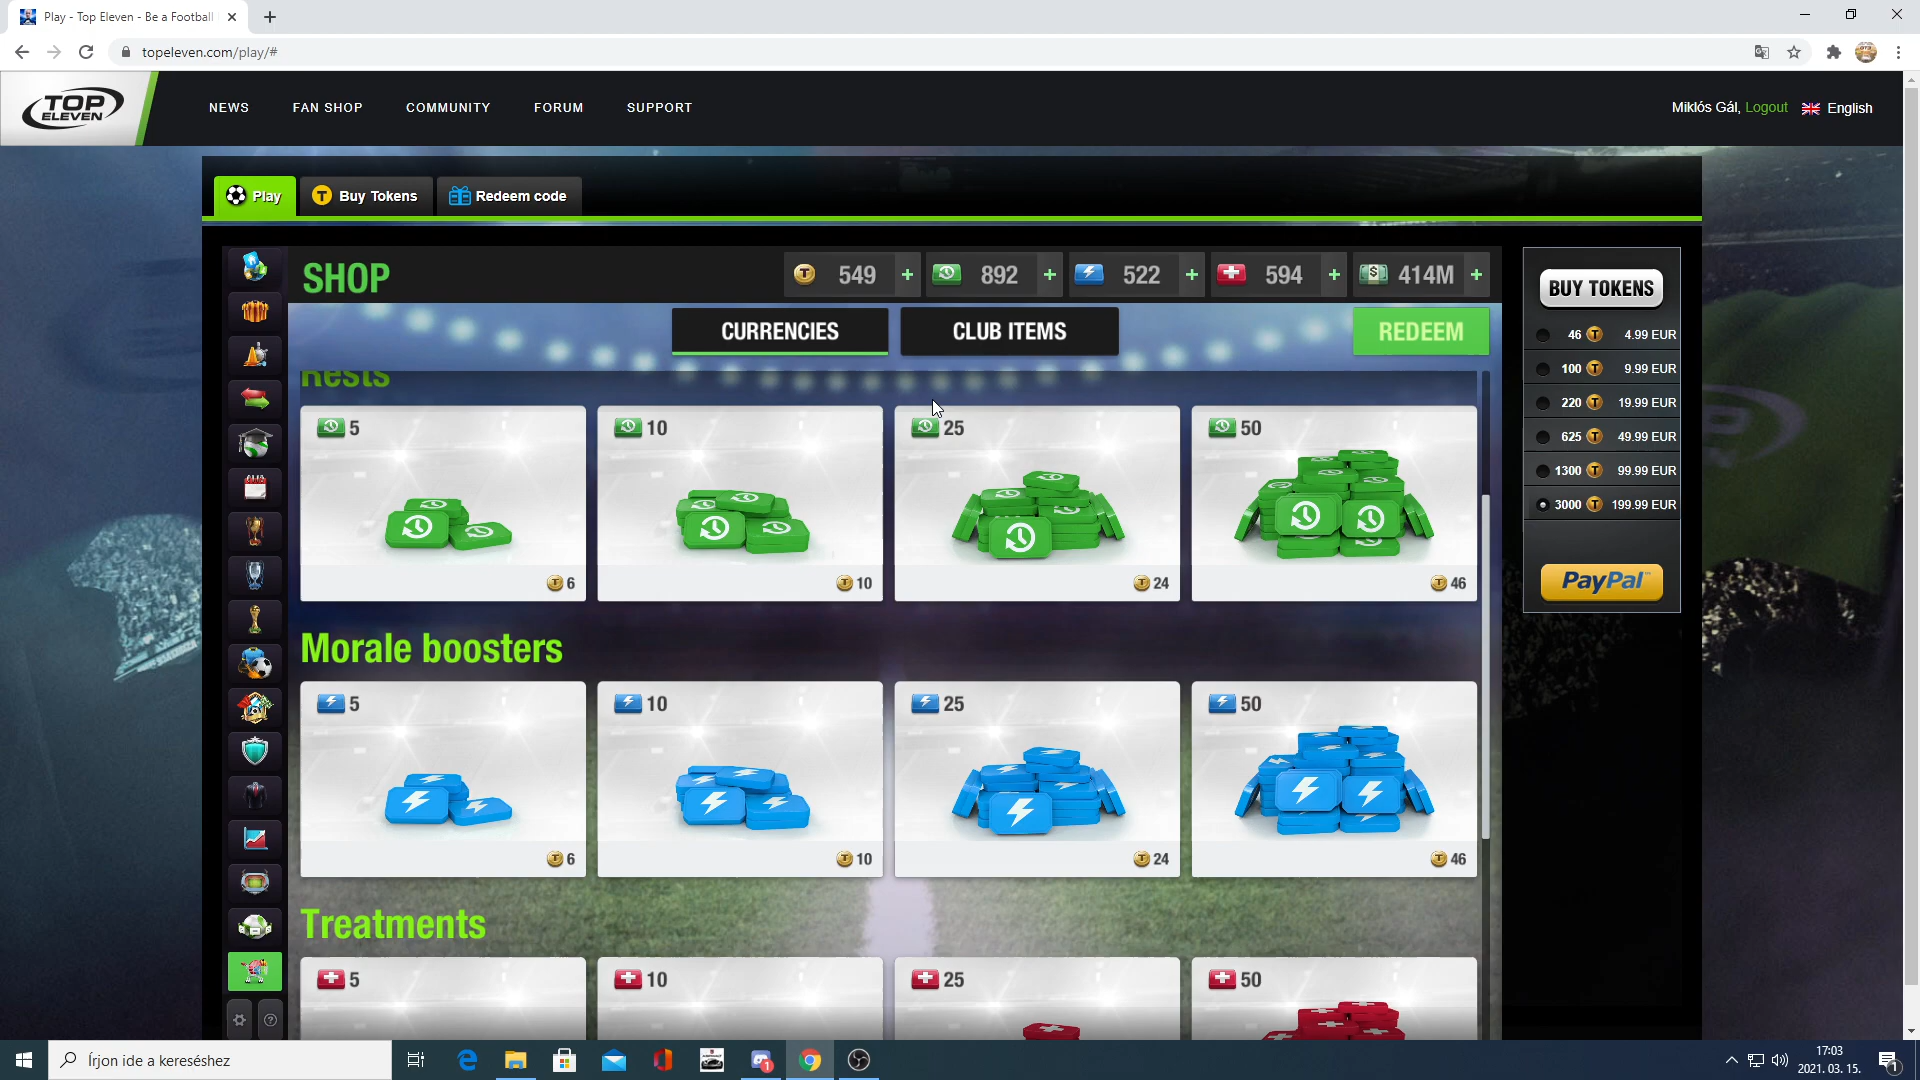 Play - Top Eleven - Be a Football
topeleven.com/play/#
TOP ELEVEN
NEWS FAN SHOP COMMUNITY FORUM SUPPORT
Miklós Gál, Logout English
Play Buy Tokens Redeem code
SHOP 549 + 892 + 522 + 594 + 414M +
CURRENCIES CLUB ITEMS REDEEM
Rests
5 10 25 50
6 10 24 46
Morale boosters
5 10 25 50
6 10 24 46
Treatments
5 10 25 50
BUY TOKENS
46 4.99 EUR
100 9.99 EUR
220 19.99 EUR
625 49.99 EUR
1300 99.99 EUR
3000 199.99 EUR
PayPal
Írjon ide a kereséshez
17:03
2021. 03. 15.